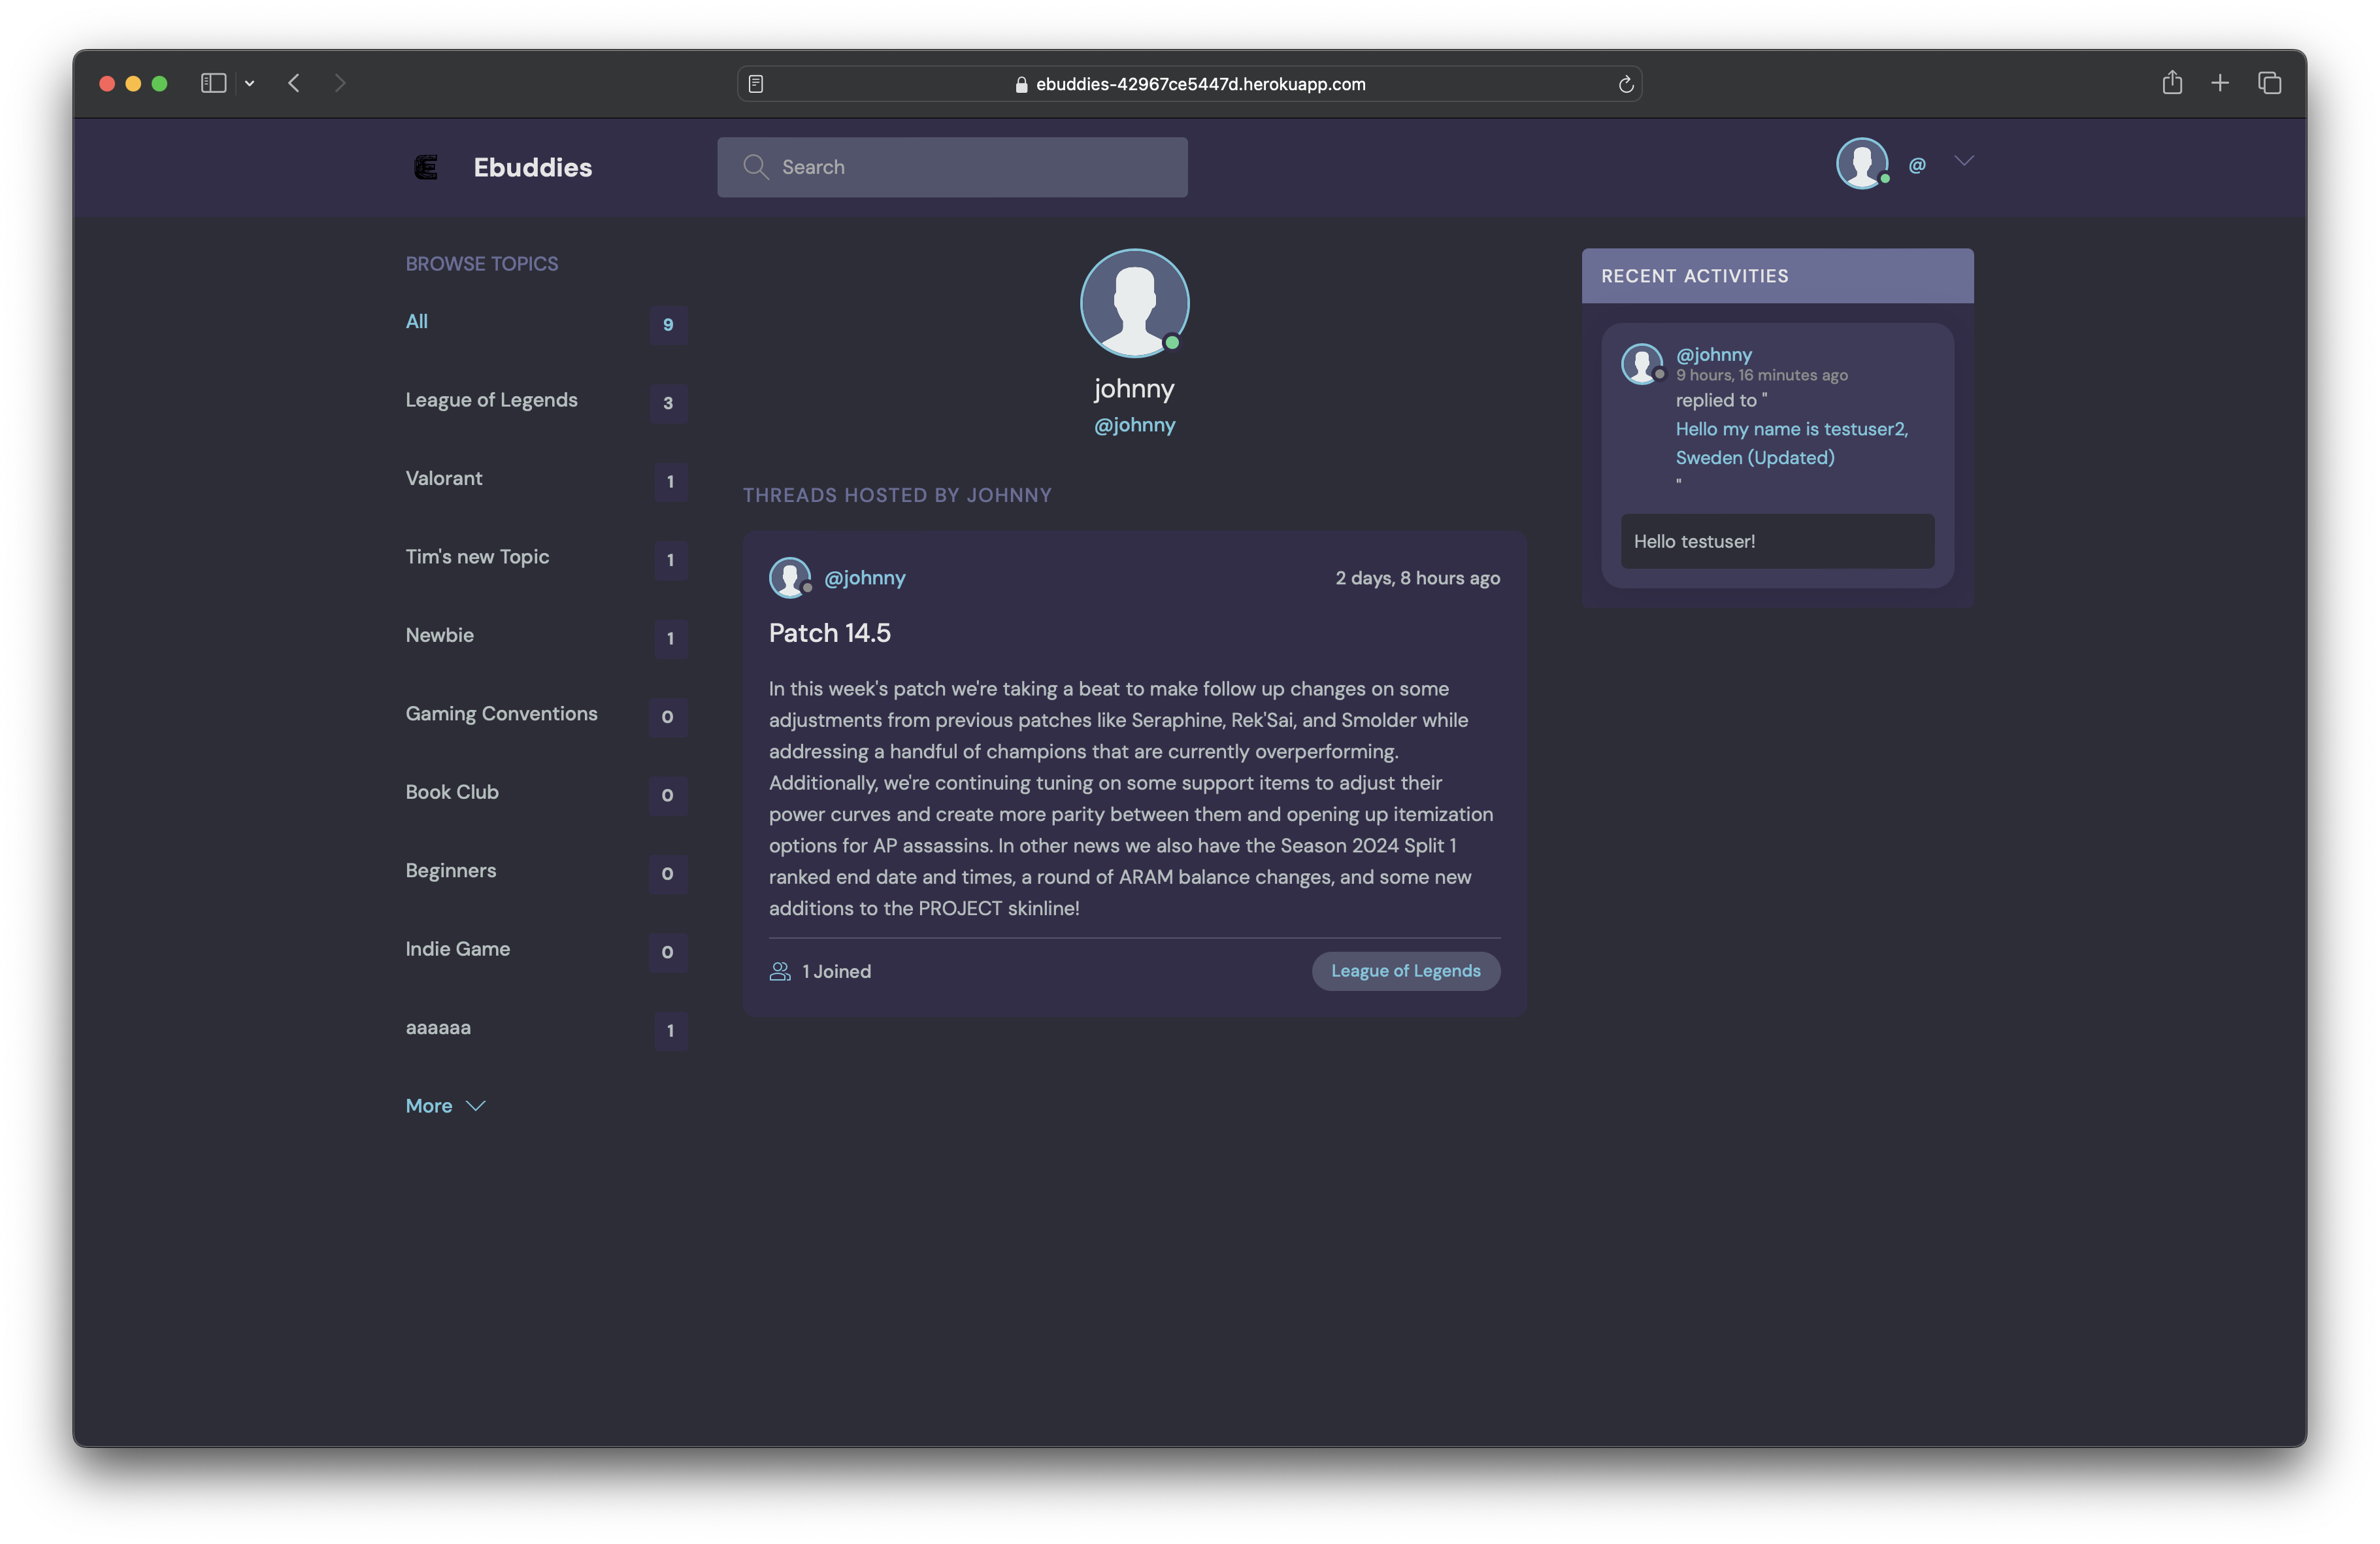 ebuddies-42967ce5447d.herokuapp.com
Ebuddies
Search
@
BROWSE TOPICS
All 9
League of Legends 3
Valorant 1
Tim's new Topic 1
Newbie 1
Gaming Conventions 0
Book Club 0
Beginners 0
Indie Game 0
aaaaaa 1
More
johnny
@johnny
THREADS HOSTED BY JOHNNY
@johnny 2 days, 8 hours ago
Patch 14.5
In this week's patch we're taking a beat to make follow up changes on some
adjustments from previous patches like Seraphine, Rek'Sai, and Smolder while
addressing a handful of champions that are currently overperforming.
Additionally, we're continuing tuning on some support items to adjust their
power curves and create more parity between them and opening up itemization
options for AP assassins. In other news we also have the Season 2024 Split 1
ranked end date and times, a round of ARAM balance changes, and some new
additions to the PROJECT skinline!
1 Joined League of Legends
RECENT ACTIVITIES
@johnny
9 hours, 16 minutes ago
replied to "
Hello my name is testuser2,
Sweden (Updated)
"
Hello testuser!